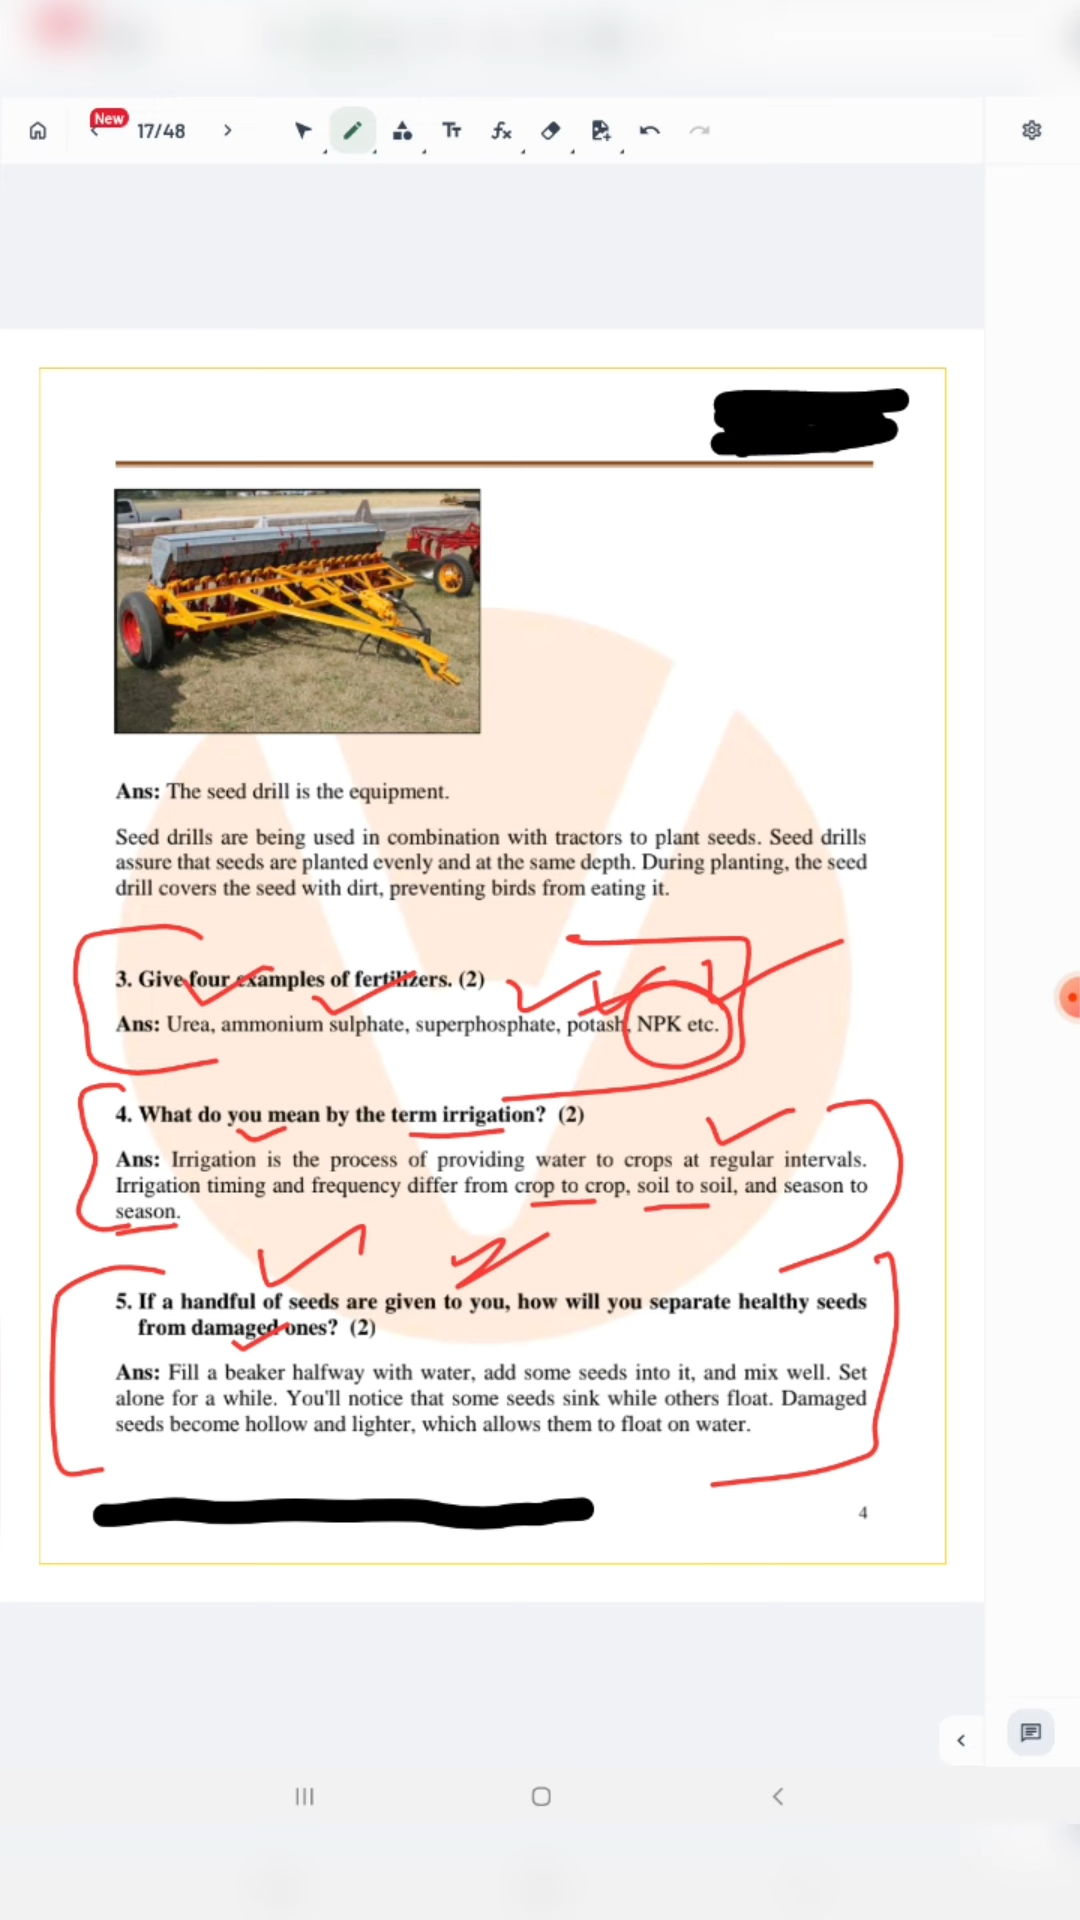 New
17/48
Ans: The seed drill is the equipment.
Seed drills are being used in combination with tractors to plant seeds. Seed drills
assure that seeds are planted evenly and at the same depth. During planting, the seed
drill covers the seed with dirt, preventing birds from eating it.
3. Give four examples of fertilizers. (2)
Ans: Urea, ammonium sulphate, superphosphate, potash, NPK etc.
4. What do you mean by the term irrigation? (2)
Ans: Irrigation is the process of providing water to crops at regular intervals.
Irrigation timing and frequency differ from crop to crop, soil to soil, and season to
season.
5. If a handful of seeds are given to you, how will you separate healthy seeds
from damaged ones? (2)
Ans: Fill a beaker halfway with water, add some seeds into it, and mix well. Set
alone for a while. You'll notice that some seeds sink while others float. Damaged
seeds become hollow and lighter, which allows them to float on water.
4